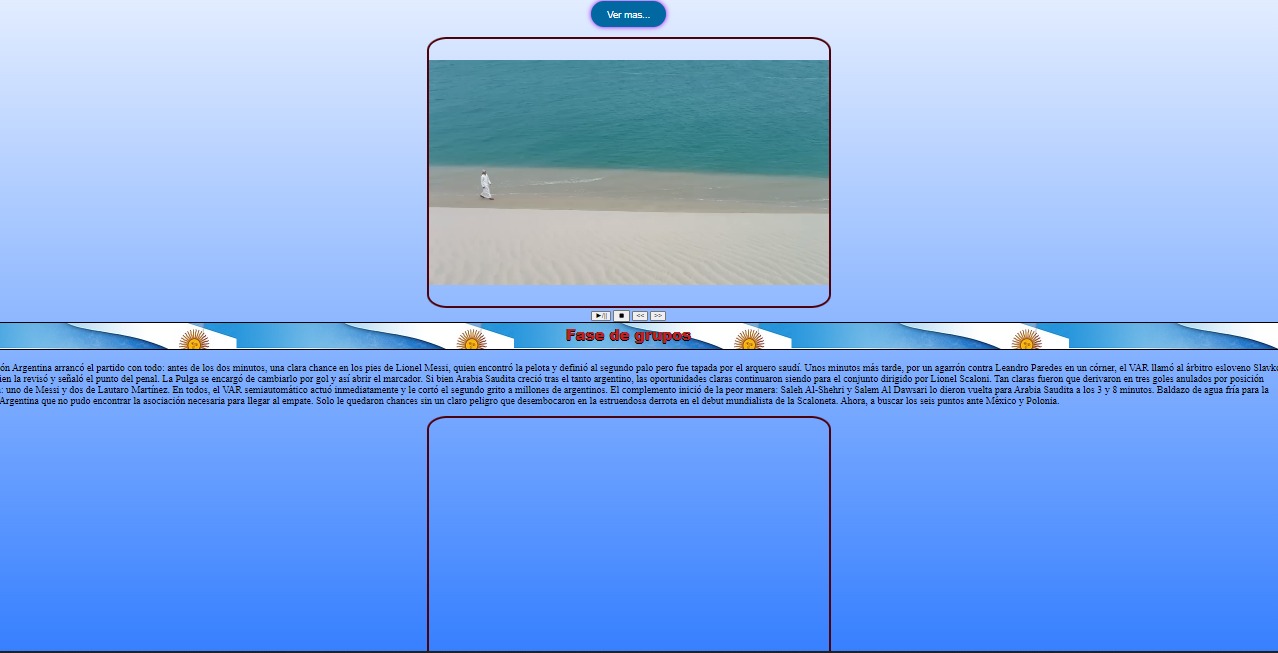 Ver mas...
▶/|| ■ << >>
Fase de grupos
ón Argentina arrancó el partido con todo: antes de los dos minutos, una clara chance en los pies de Lionel Messi, quien encontró la pelota y definió al segundo palo pero fue tapada por el arquero saudí. Unos minutos más tarde, por un agarrón contra Leandro Paredes en un córner, el VAR llamó al árbitro esloveno Slavko
ien la revisó y señaló el punto del penal. La Pulga se encargó de cambiarlo por gol y así abrir el marcador. Si bien Arabia Saudita creció tras el tanto argentino, las oportunidades claras continuaron siendo para el conjunto dirigido por Lionel Scaloni. Tan claras fueron que derivaron en tres goles anulados por posición
: uno de Messi y dos de Lautaro Martínez. En todos, el VAR semiautomático actuó inmediatamente y le cortó el segundo grito a millones de argentinos. El complemento inició de la peor manera: Saleh Al-Shehri y Salem Al Dawsari lo dieron vuelta para Arabia Saudita a los 3 y 8 minutos. Baldazo de agua fría para la
Argentina que no pudo encontrar la asociación necesaria para llegar al empate. Solo le quedaron chances sin un claro peligro que desembocaron en la estruendosa derrota en el debut mundialista de la Scaloneta. Ahora, a buscar los seis puntos ante México y Polonia.